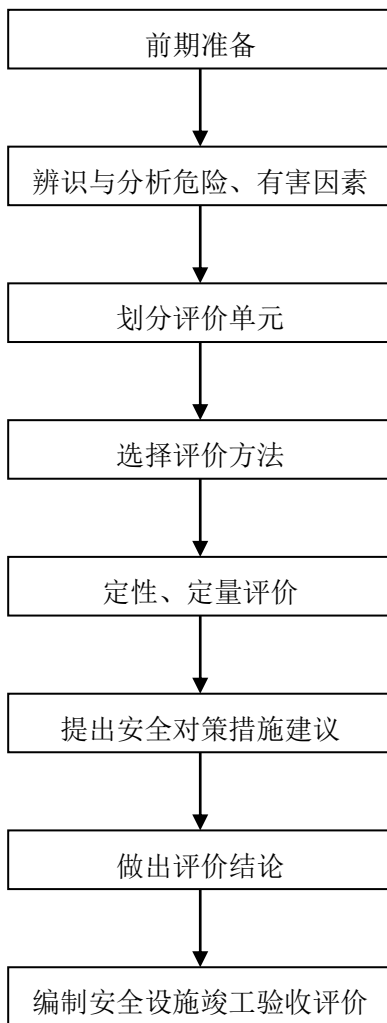 前期准备
辨识与分析危险、有害因素
划分评价单元
选择评价方法
定性、定量评价
提出安全对策措施建议
做出评价结论
编制安全设施竣工验收评价